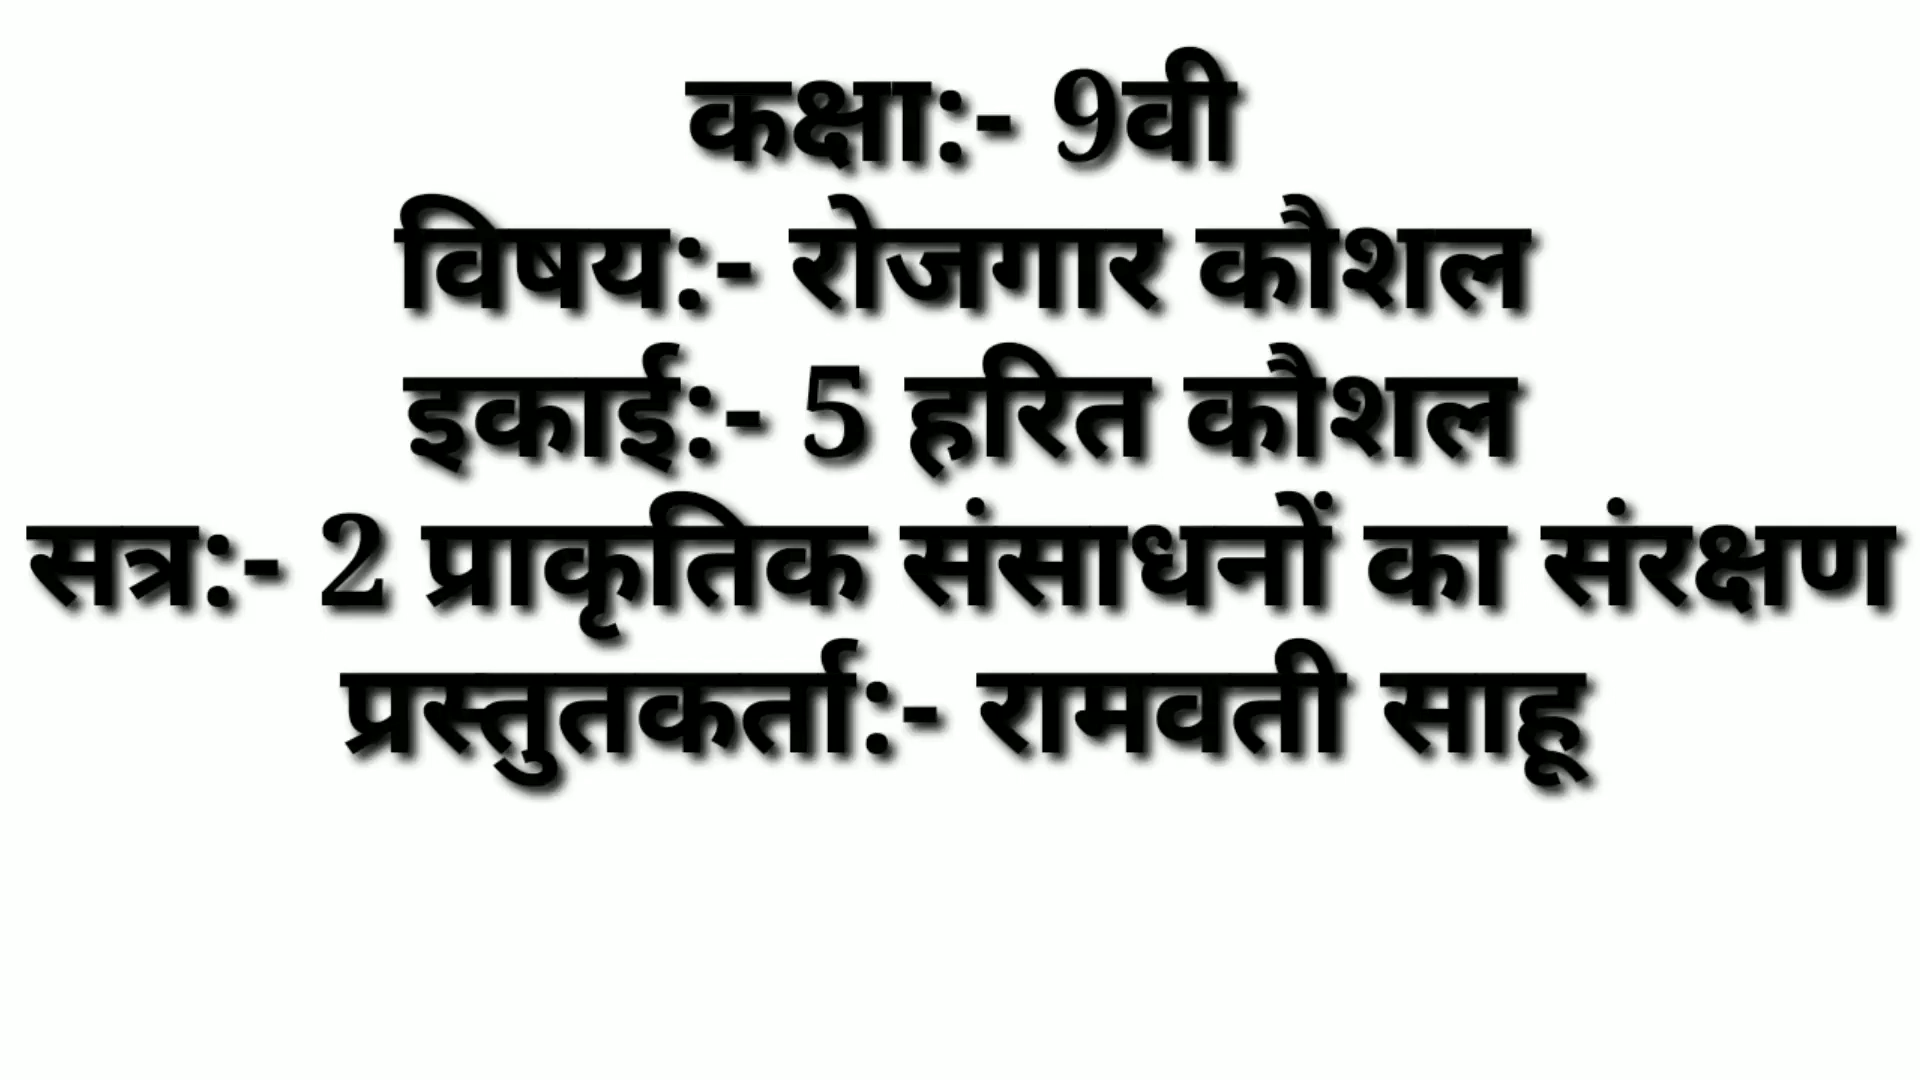 कक्षा:- 9वी
विषय:- रोजगार कौशल
इकाई:- 5 हरित कौशल
सत्र:- 2 प्राकृतिक संसाधनों का संरक्षण
प्रस्तुतकर्ता:- रामवती साहू